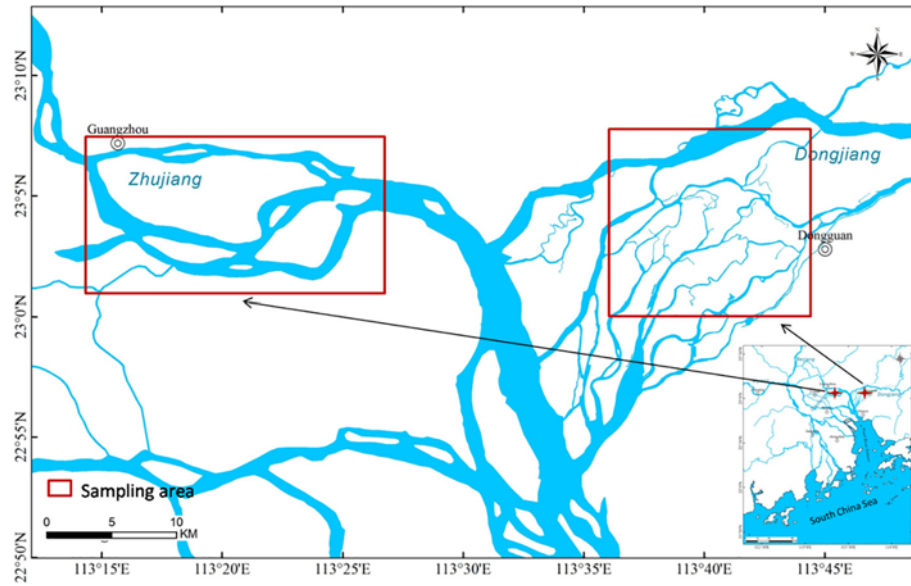 23°10'N
Guangzhou
Zhujiang
Dongjiang
23°5'N
Dongguan
23°0'N
22°55'N
22°50'N
Sampling area
0 5 10 KM
South China Sea
N
W E
S
113°15'E 113°20'E 113°25'E 113°30'E 113°35'E 113°40'E 113°45'E